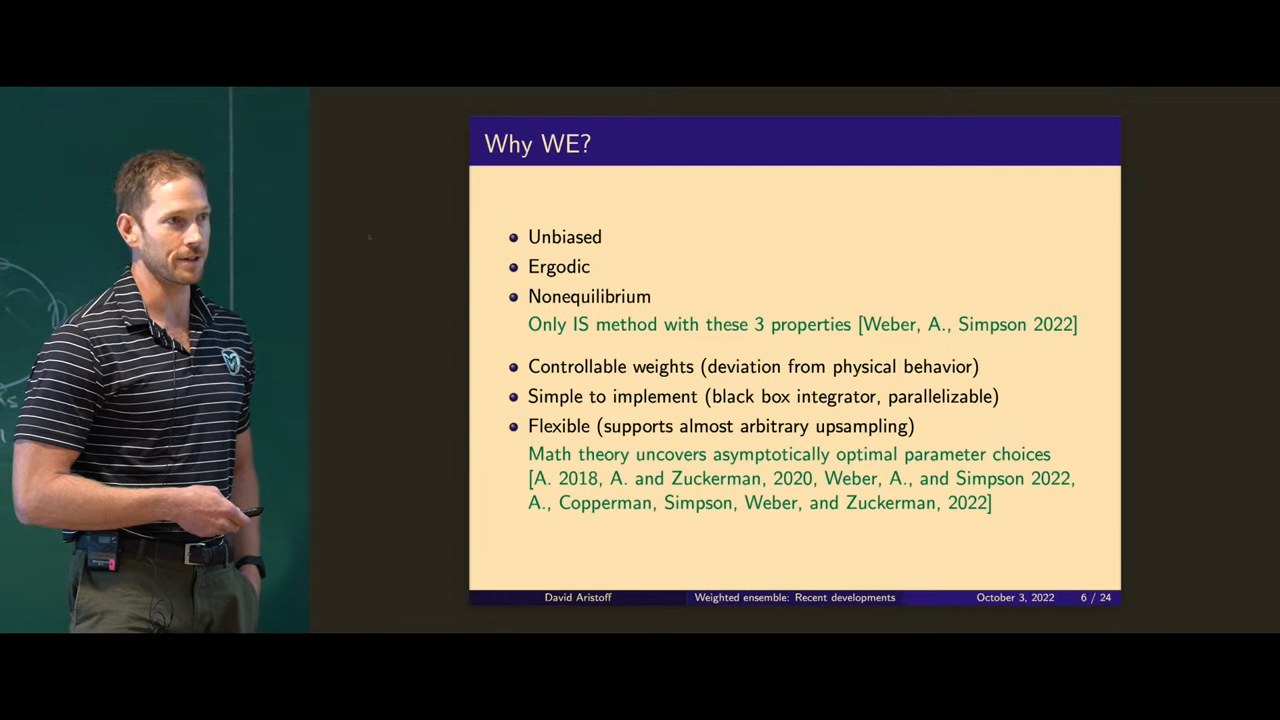 Why WE?
Unbiased
Ergodic
Nonequilibrium
Only IS method with these 3 properties [Weber, A., Simpson 2022]
Controllable weights (deviation from physical behavior)
Simple to implement (black box integrator, parallelizable)
Flexible (supports almost arbitrary upsampling)
Math theory uncovers asymptotically optimal parameter choices
[A. 2018, A. and Zuckerman, 2020, Weber, A., and Simpson 2022,
A., Copperman, Simpson, Weber, and Zuckerman, 2022]
David Aristoff Weighted ensemble: Recent developments October 3, 2022 6 / 24